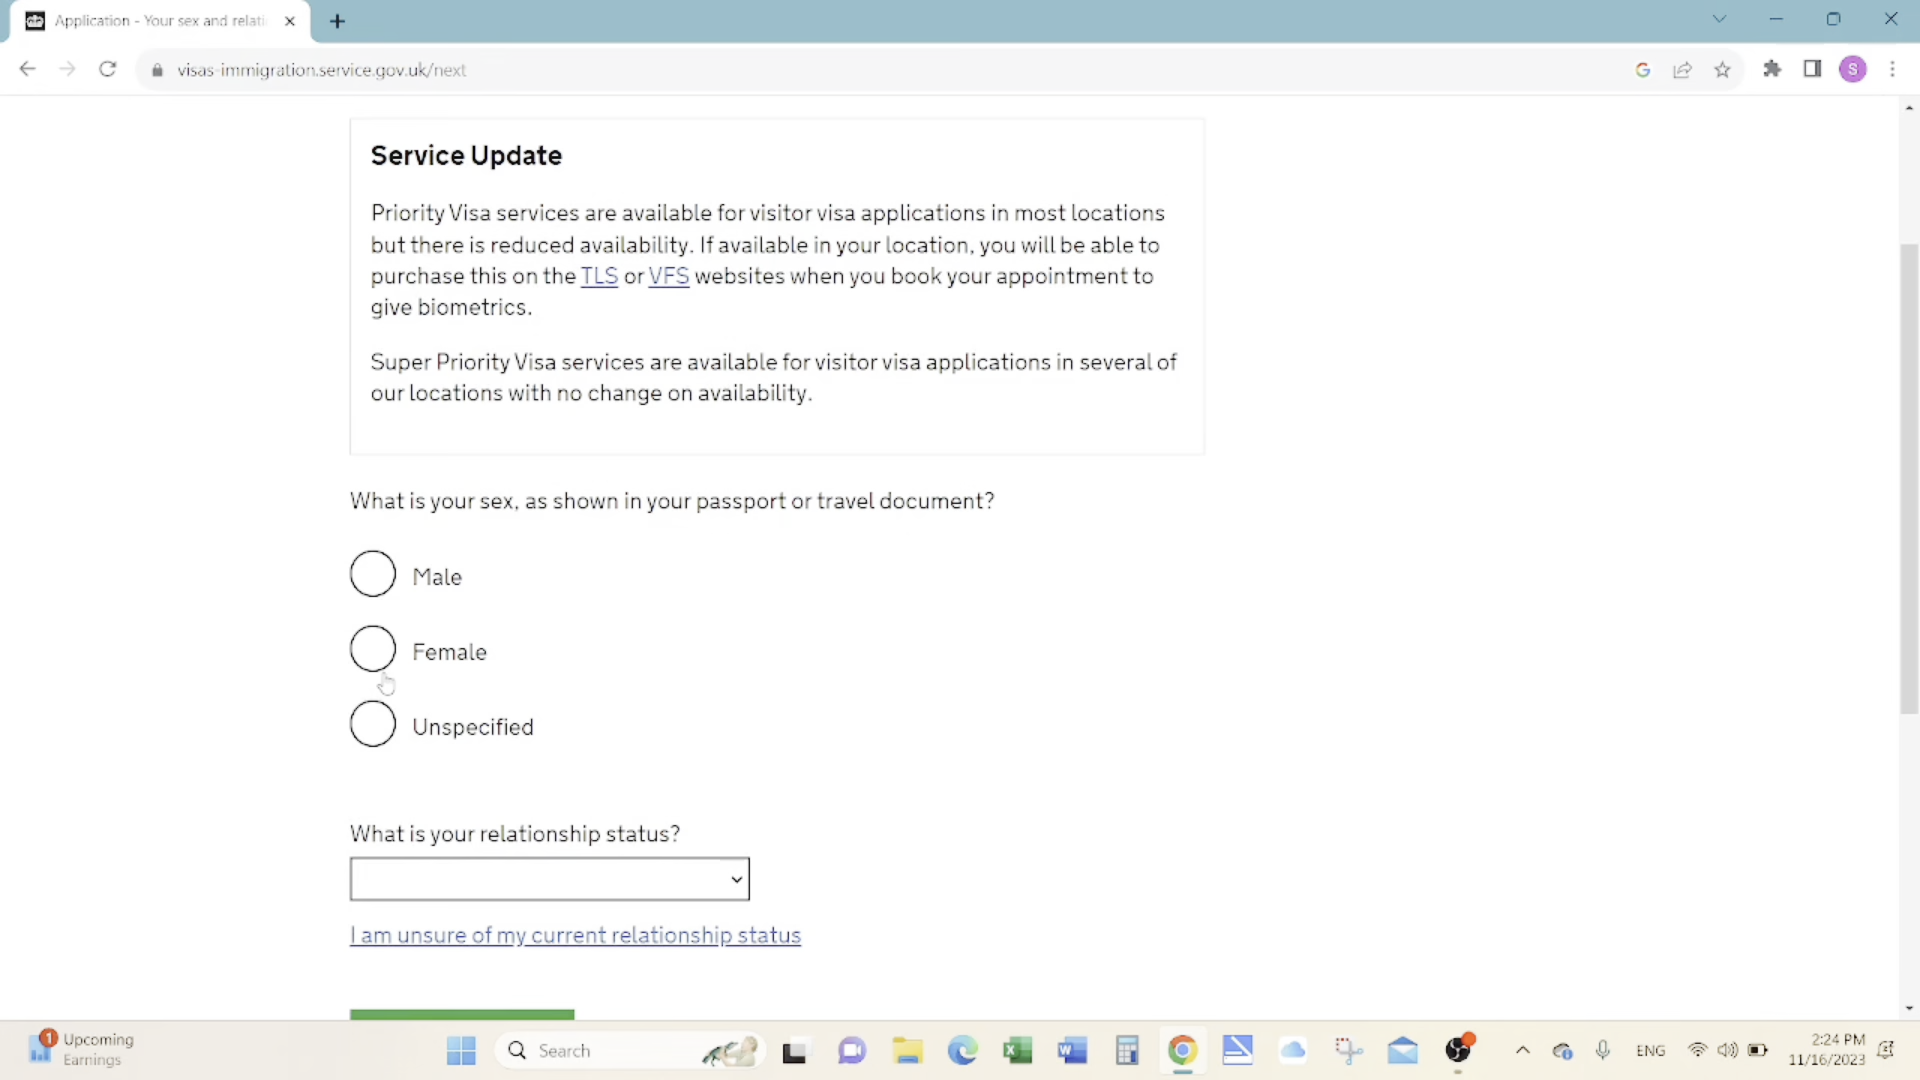 Application - Your sex and relati
visas-immigration.service.gov.uk/next
S
Service Update
Priority Visa services are available for visitor visa applications in most locations
but there is reduced availability. If available in your location, you will be able to
purchase this on the TLS or VFS websites when you book your appointment to
give biometrics.
Super Priority Visa services are available for visitor visa applications in several of
our locations with no change on availability.
What is your sex, as shown in your passport or travel document?
Male
Female
Unspecified
What is your relationship status?
I am unsure of my current relationship status
1
Upcoming
Earnings
Search
ENG
2:24 PM
11/16/2023